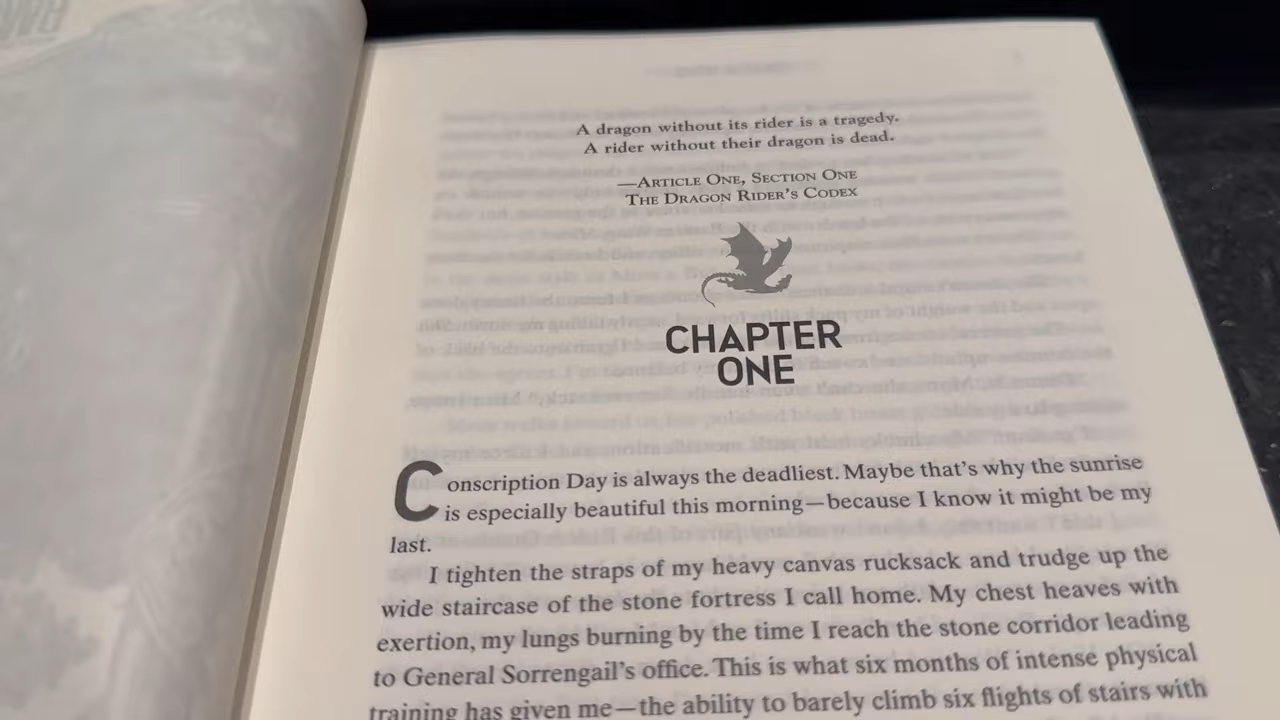 A dragon without its rider is a tragedy.
A rider without their dragon is dead.
—Article One, Section One
The Dragon Rider's Codex
CHAPTER
ONE
Conscription Day is always the deadliest. Maybe that's why the sunrise
is especially beautiful this morning—because I know it might be my
last.
I tighten the straps of my heavy canvas rucksack and trudge up the
wide staircase of the stone fortress I call home. My chest heaves with
exertion, my lungs burning by the time I reach the stone corridor leading
to General Sorrengail's office. This is what six months of intense physical
training has given me—the ability to barely climb six flights of stairs with